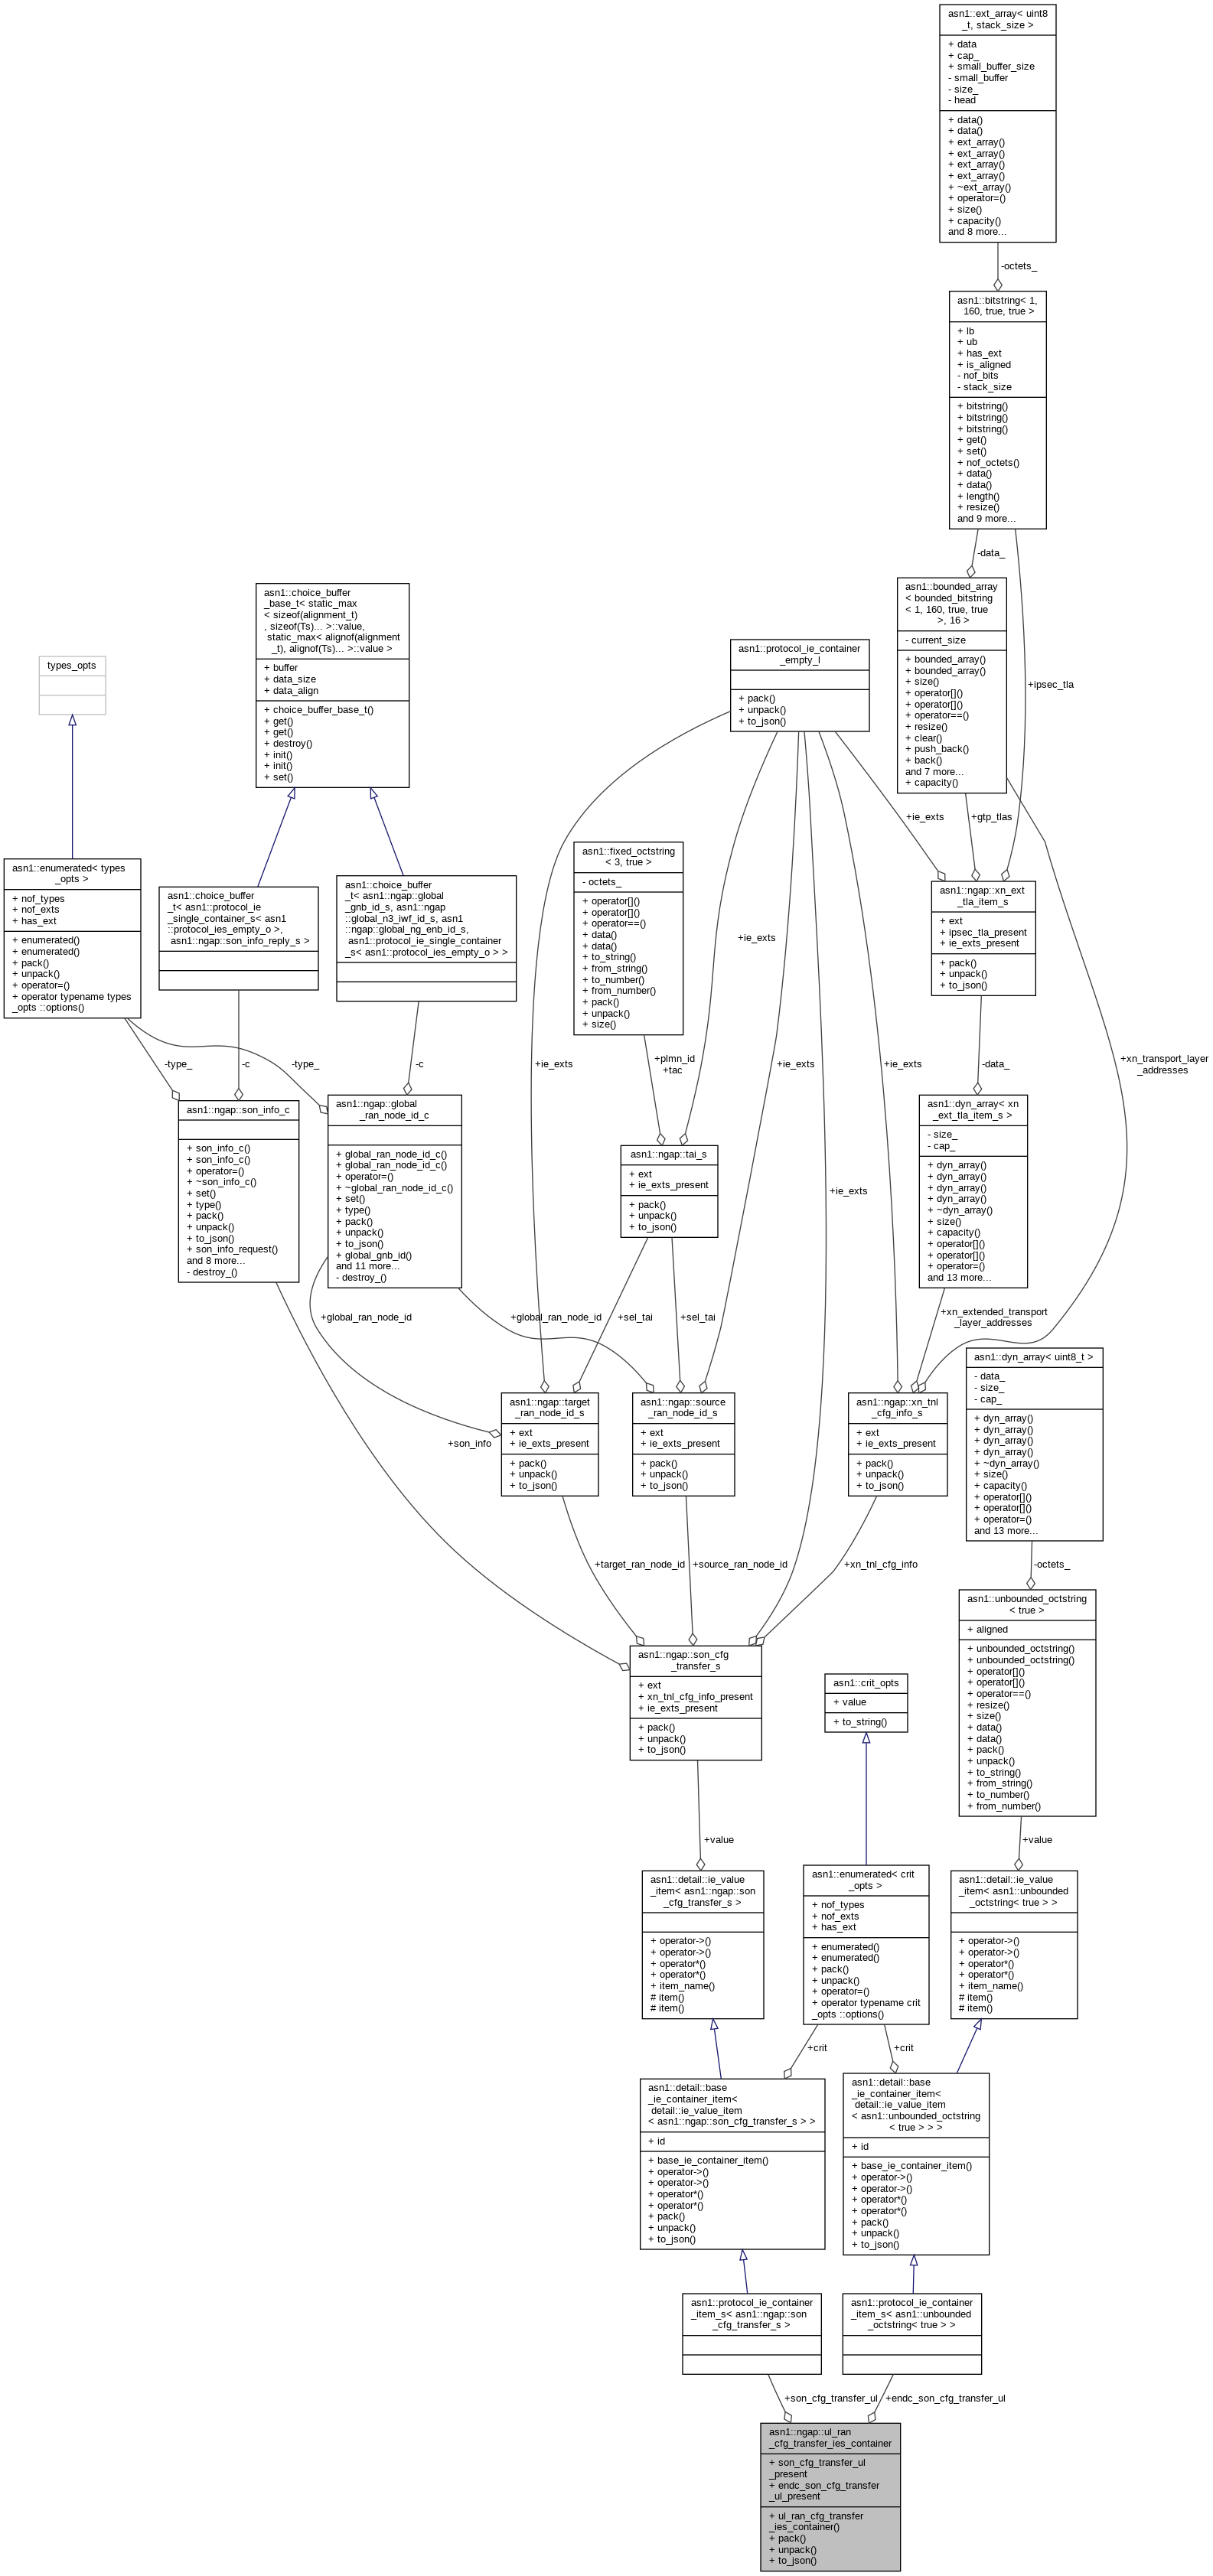 asn1::ext_array< uint8
_t, stack_size >
+ data
+ cap_
+ small_buffer_size
- small_buffer
- size_
- head
+ data()
+ data()
+ ext_array()
+ ext_array()
+ ext_array()
+ ext_array()
+ ~ext_array()
+ operator=()
+ size()
+ capacity()
and 8 more...
-octets_
asn1::bitstring< 1,
160, true, true >
+ lb
+ ub
+ has_ext
+ is_aligned
- nof_bits
- stack_size
+ bitstring()
+ bitstring()
+ bitstring()
+ get()
+ set()
+ nof_octets()
+ data()
+ data()
+ length()
+ resize()
and 9 more...
-data_
+ipsec_tla
asn1::bounded_array
< bounded_bitstring
< 1, 160, true, true
>, 16 >
- current_size
+ bounded_array()
+ bounded_array()
+ size()
+ operator[]()
+ operator[]()
+ operator==()
+ resize()
+ clear()
+ push_back()
+ back()
and 7 more...
+ capacity()
asn1::choice_buffer
_base_t< static_max
< sizeof(alignment_t)
, sizeof(Ts)... >::value,
static_max< alignof(alignment
_t), alignof(Ts)... >::value >
+ buffer
+ data_size
+ data_align
+ choice_buffer_base_t()
+ get()
+ get()
+ destroy()
+ init()
+ init()
+ set()
types_opts
asn1::protocol_ie_container
_empty_l
+ pack()
+ unpack()
+ to_json()
+ie_exts
+gtp_tlas
asn1::enumerated< types
_opts >
+ nof_types
+ nof_exts
+ has_ext
+ enumerated()
+ enumerated()
+ pack()
+ unpack()
+ operator=()
+ operator typename types
_opts ::options()
asn1::choice_buffer
_t< asn1::protocol_ie
_single_container_s< asn1
::protocol_ies_empty_o >,
asn1::ngap::son_info_reply_s >
asn1::choice_buffer
_t< asn1::ngap::global
_gnb_id_s, asn1::ngap
::global_n3_iwf_id_s, asn1
::ngap::global_ng_enb_id_s,
asn1::protocol_ie_single_container
_s< asn1::protocol_ies_empty_o > >
asn1::fixed_octstring
< 3, true >
- octets_
+ operator[]()
+ operator[]()
+ operator==()
+ data()
+ data()
+ to_string()
+ from_string()
+ to_number()
+ from_number()
+ pack()
+ unpack()
+ size()
asn1::ngap::xn_ext
_tla_item_s
+ ext
+ ipsec_tla_present
+ ie_exts_present
+ pack()
+ unpack()
+ to_json()
+ie_exts
-type_
-c
-type_
-c
+ie_exts
+plmn_id
+tac
+ie_exts
+ie_exts
-data_
+xn_transport_layer
_addresses
asn1::ngap::son_info_c
+ son_info_c()
+ son_info_c()
+ operator=()
+ ~son_info_c()
+ set()
+ type()
+ pack()
+ unpack()
+ to_json()
+ son_info_request()
and 8 more...
- destroy_()
asn1::ngap::global
_ran_node_id_c
+ global_ran_node_id_c()
+ global_ran_node_id_c()
+ operator=()
+ ~global_ran_node_id_c()
+ set()
+ type()
+ pack()
+ unpack()
+ to_json()
+ global_gnb_id()
and 11 more...
- destroy_()
asn1::ngap::tai_s
+ ext
+ ie_exts_present
+ pack()
+ unpack()
+ to_json()
+ie_exts
asn1::dyn_array< xn
_ext_tla_item_s >
- size_
- cap_
+ dyn_array()
+ dyn_array()
+ dyn_array()
+ dyn_array()
+ ~dyn_array()
+ size()
+ capacity()
+ operator[]()
+ operator[]()
+ operator=()
and 13 more...
+global_ran_node_id
+global_ran_node_id
+sel_tai
+sel_tai
+xn_extended_transport
_layer_addresses
asn1::dyn_array< uint8_t >
- data_
- size_
- cap_
+ dyn_array()
+ dyn_array()
+ dyn_array()
+ dyn_array()
+ ~dyn_array()
+ size()
+ capacity()
+ operator[]()
+ operator[]()
+ operator=()
and 13 more...
+son_info
asn1::ngap::target
_ran_node_id_s
+ ext
+ ie_exts_present
+ pack()
+ unpack()
+ to_json()
asn1::ngap::source
_ran_node_id_s
+ ext
+ ie_exts_present
+ pack()
+ unpack()
+ to_json()
asn1::ngap::xn_tnl
_cfg_info_s
+ ext
+ ie_exts_present
+ pack()
+ unpack()
+ to_json()
+target_ran_node_id
+source_ran_node_id
+xn_tnl_cfg_info
-octets_
asn1::unbounded_octstring
< true >
+ aligned
+ unbounded_octstring()
+ unbounded_octstring()
+ operator[]()
+ operator[]()
+ operator==()
+ resize()
+ size()
+ data()
+ data()
+ pack()
+ unpack()
+ to_string()
+ from_string()
+ to_number()
+ from_number()
asn1::ngap::son_cfg
_transfer_s
+ ext
+ xn_tnl_cfg_info_present
+ ie_exts_present
+ pack()
+ unpack()
+ to_json()
asn1::crit_opts
+ value
+ to_string()
+value
+value
asn1::detail::ie_value
_item< asn1::ngap::son
_cfg_transfer_s >
+ operator->()
+ operator->()
+ operator*()
+ operator*()
+ item_name()
# item()
# item()
asn1::enumerated< crit
_opts >
+ nof_types
+ nof_exts
+ has_ext
+ enumerated()
+ enumerated()
+ pack()
+ unpack()
+ operator=()
+ operator typename crit
_opts ::options()
asn1::detail::ie_value
_item< asn1::unbounded
_octstring< true > >
+ operator->()
+ operator->()
+ operator*()
+ operator*()
+ item_name()
# item()
# item()
+crit
+crit
asn1::detail::base
_ie_container_item<
detail::ie_value_item
< asn1::ngap::son_cfg_transfer_s > >
+ id
+ base_ie_container_item()
+ operator->()
+ operator->()
+ operator*()
+ operator*()
+ pack()
+ unpack()
+ to_json()
asn1::detail::base
_ie_container_item<
detail::ie_value_item
< asn1::unbounded_octstring
< true > > >
+ id
+ base_ie_container_item()
+ operator->()
+ operator->()
+ operator*()
+ operator*()
+ pack()
+ unpack()
+ to_json()
asn1::protocol_ie_container
_item_s< asn1::ngap::son
_cfg_transfer_s >
asn1::protocol_ie_container
_item_s< asn1::unbounded
_octstring< true > >
+son_cfg_transfer_ul
+endc_son_cfg_transfer_ul
asn1::ngap::ul_ran
_cfg_transfer_ies_container
+ son_cfg_transfer_ul
_present
+ endc_son_cfg_transfer
_ul_present
+ ul_ran_cfg_transfer
_ies_container()
+ pack()
+ unpack()
+ to_json()